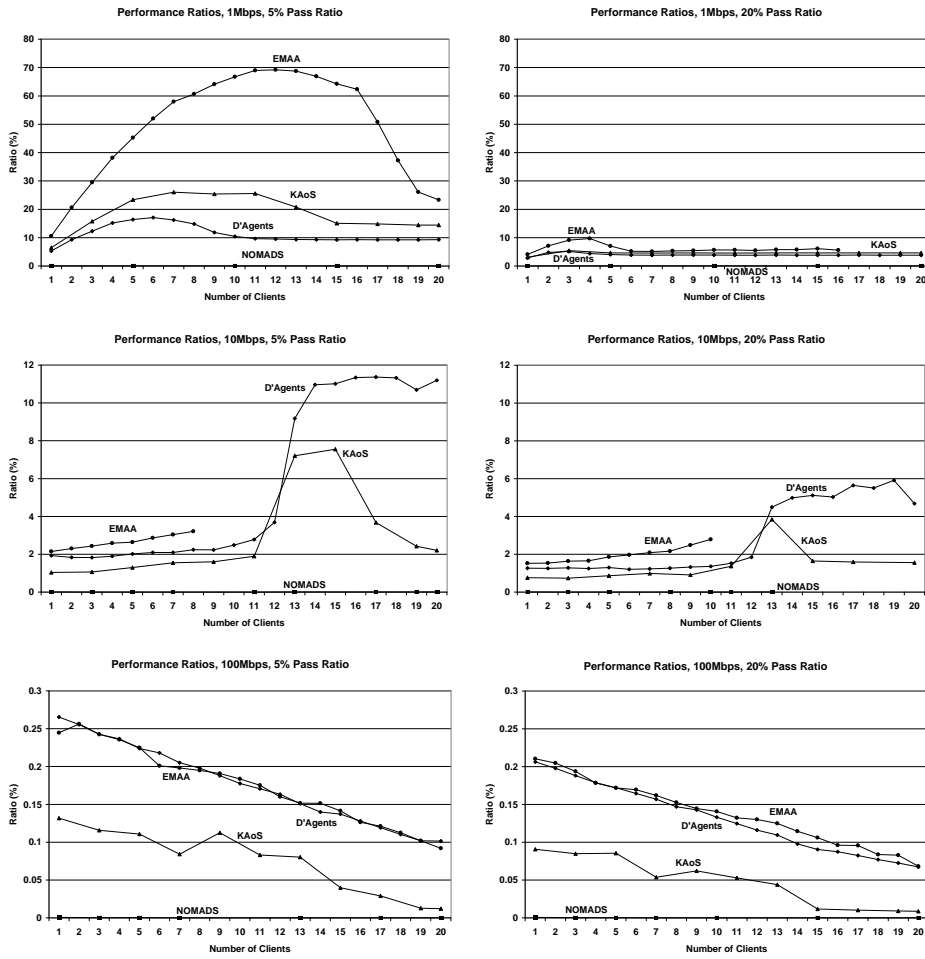 Performance Ratios, 1Mbps, 5% Pass Ratio
80
70
60
50
40
30
20
10
0
Ratio (%)
EMAA
KAoS
D'Agents
NOMADS
1 2 3 4 5 6 7 8 9 10 11 12 13 14 15 16 17 18 19 20
Number of Clients
Performance Ratios, 1Mbps, 20% Pass Ratio
80
70
60
50
40
30
20
10
0
Ratio (%)
EMAA
KAoS
D'Agents
NOMADS
1 2 3 4 5 6 7 8 9 10 11 12 13 14 15 16 17 18 19 20
Number of Clients
Performance Ratios, 10Mbps, 5% Pass Ratio
12
10
8
6
4
2
0
Ratio (%)
D'Agents
KAoS
EMAA
NOMADS
1 2 3 4 5 6 7 8 9 10 11 12 13 14 15 16 17 18 19 20
Number of Clients
Performance Ratios, 10Mbps, 20% Pass Ratio
12
10
8
6
4
2
0
Ratio (%)
D'Agents
EMAA
KAoS
NOMADS
1 2 3 4 5 6 7 8 9 10 11 12 13 14 15 16 17 18 19 20
Number of Clients
Performance Ratios, 100Mbps, 5% Pass Ratio
0.3
0.25
0.2
0.15
0.1
0.05
0
Ratio (%)
EMAA
D'Agents
KAoS
NOMADS
1 2 3 4 5 6 7 8 9 10 11 12 13 14 15 16 17 18 19 20
Number of Clients
Performance Ratios, 100Mbps, 20% Pass Ratio
0.3
0.25
0.2
0.15
0.1
0.05
0
Ratio (%)
EMAA
D'Agents
KAoS
NOMADS
1 2 3 4 5 6 7 8 9 10 11 12 13 14 15 16 17 18 19 20
Number of Clients